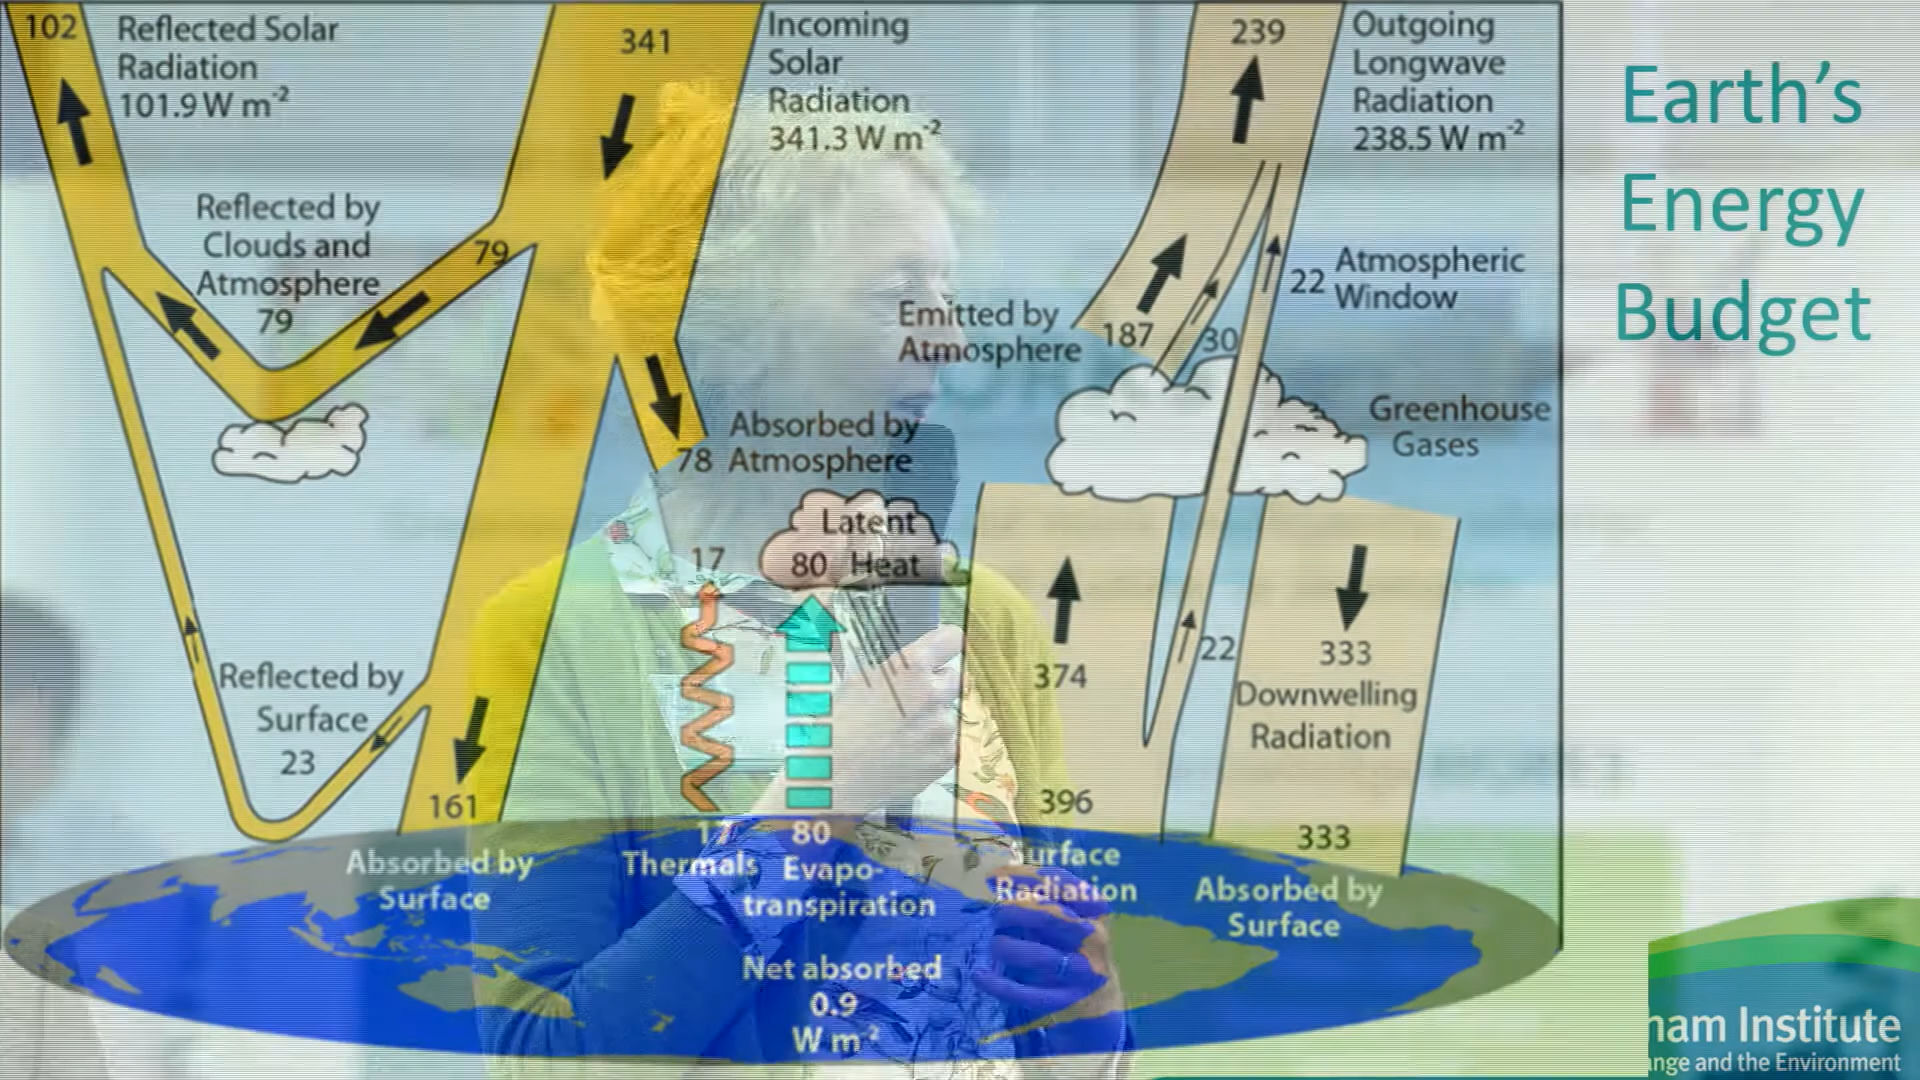 102
Reflected Solar
Radiation
101.9 W m-2
341
Incoming
Solar
Radiation
341.3 W m-2
239
Outgoing
Longwave
Radiation
238.5 W m-2
Earth's
Energy
Budget
Reflected by
Clouds and
Atmosphere
79
79
Emitted by
Atmosphere
187
30
22
Atmospheric
Window
Greenhouse
Gases
Absorbed by
78 Atmosphere
17
Latent
80 Heat
374
22
333
Downwelling
Radiation
Reflected by
Surface
23
161
396
333
Absorbed by
Surface
17
Thermals
80
Evapo-
transpiration
Surface
Radiation
Absorbed by
Surface
Net absorbed
0.9
W m-2
ham Institute
ange and the Environment